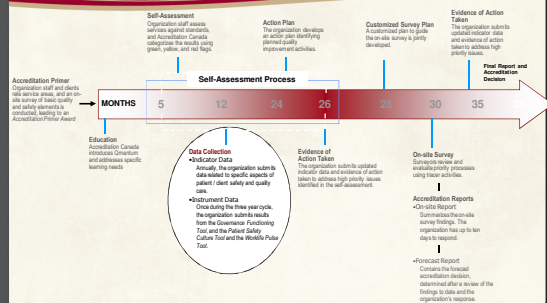 Self-Assessment
Organization staff assess
services against standards,
and Accreditation Canada
categorizes the results using
green, yellow, and red flags.
Action Plan
The organization develops
an action plan identifying
planned quality
improvement activities.
Customized Survey Plan
A customized plan to guide
the on-site survey is jointly
developed.
Evidence of Action
Taken
The organization submits
updated indicator data
and evidence of action
taken to address high
priority issues.
Final Report and
Accreditation
Decision
Accreditation Primer
Organization staff and clients
rate service areas, and an on-
site survey of basic quality
and safety elements is
conducted, leading to an
Accreditation Primer Award
Self-Assessment Process
MONTHS 5 12 24 26 28 30 35
Education
Accreditation Canada
introduces Qmentum
and addresses specific
learning needs
Data Collection
•Indicator Data
Annually, the organization submits
data related to specific aspects of
patient / client safety and quality
care.
•Instrument Data
Once during the three year cycle,
the organization submits results
from the Governance Functioning
Tool, and the Patient Safety
Culture Tool and the Worklife Pulse
Tool.
Evidence of
Action Taken
The organization submits updated
indicator data and evidence of action
taken to address high priority issues
identified in the self-assessment.
On-site Survey
Surveyors review and
evaluate priority processes
using tracer activities.
Accreditation Reports
•On-site Report
Summarizes the on-site
survey findings. The
organization has up to ten
days to respond.
•Forecast Report
Contains the forecast
accreditation decision,
determined after a review of the
findings to date and the
organization's response.